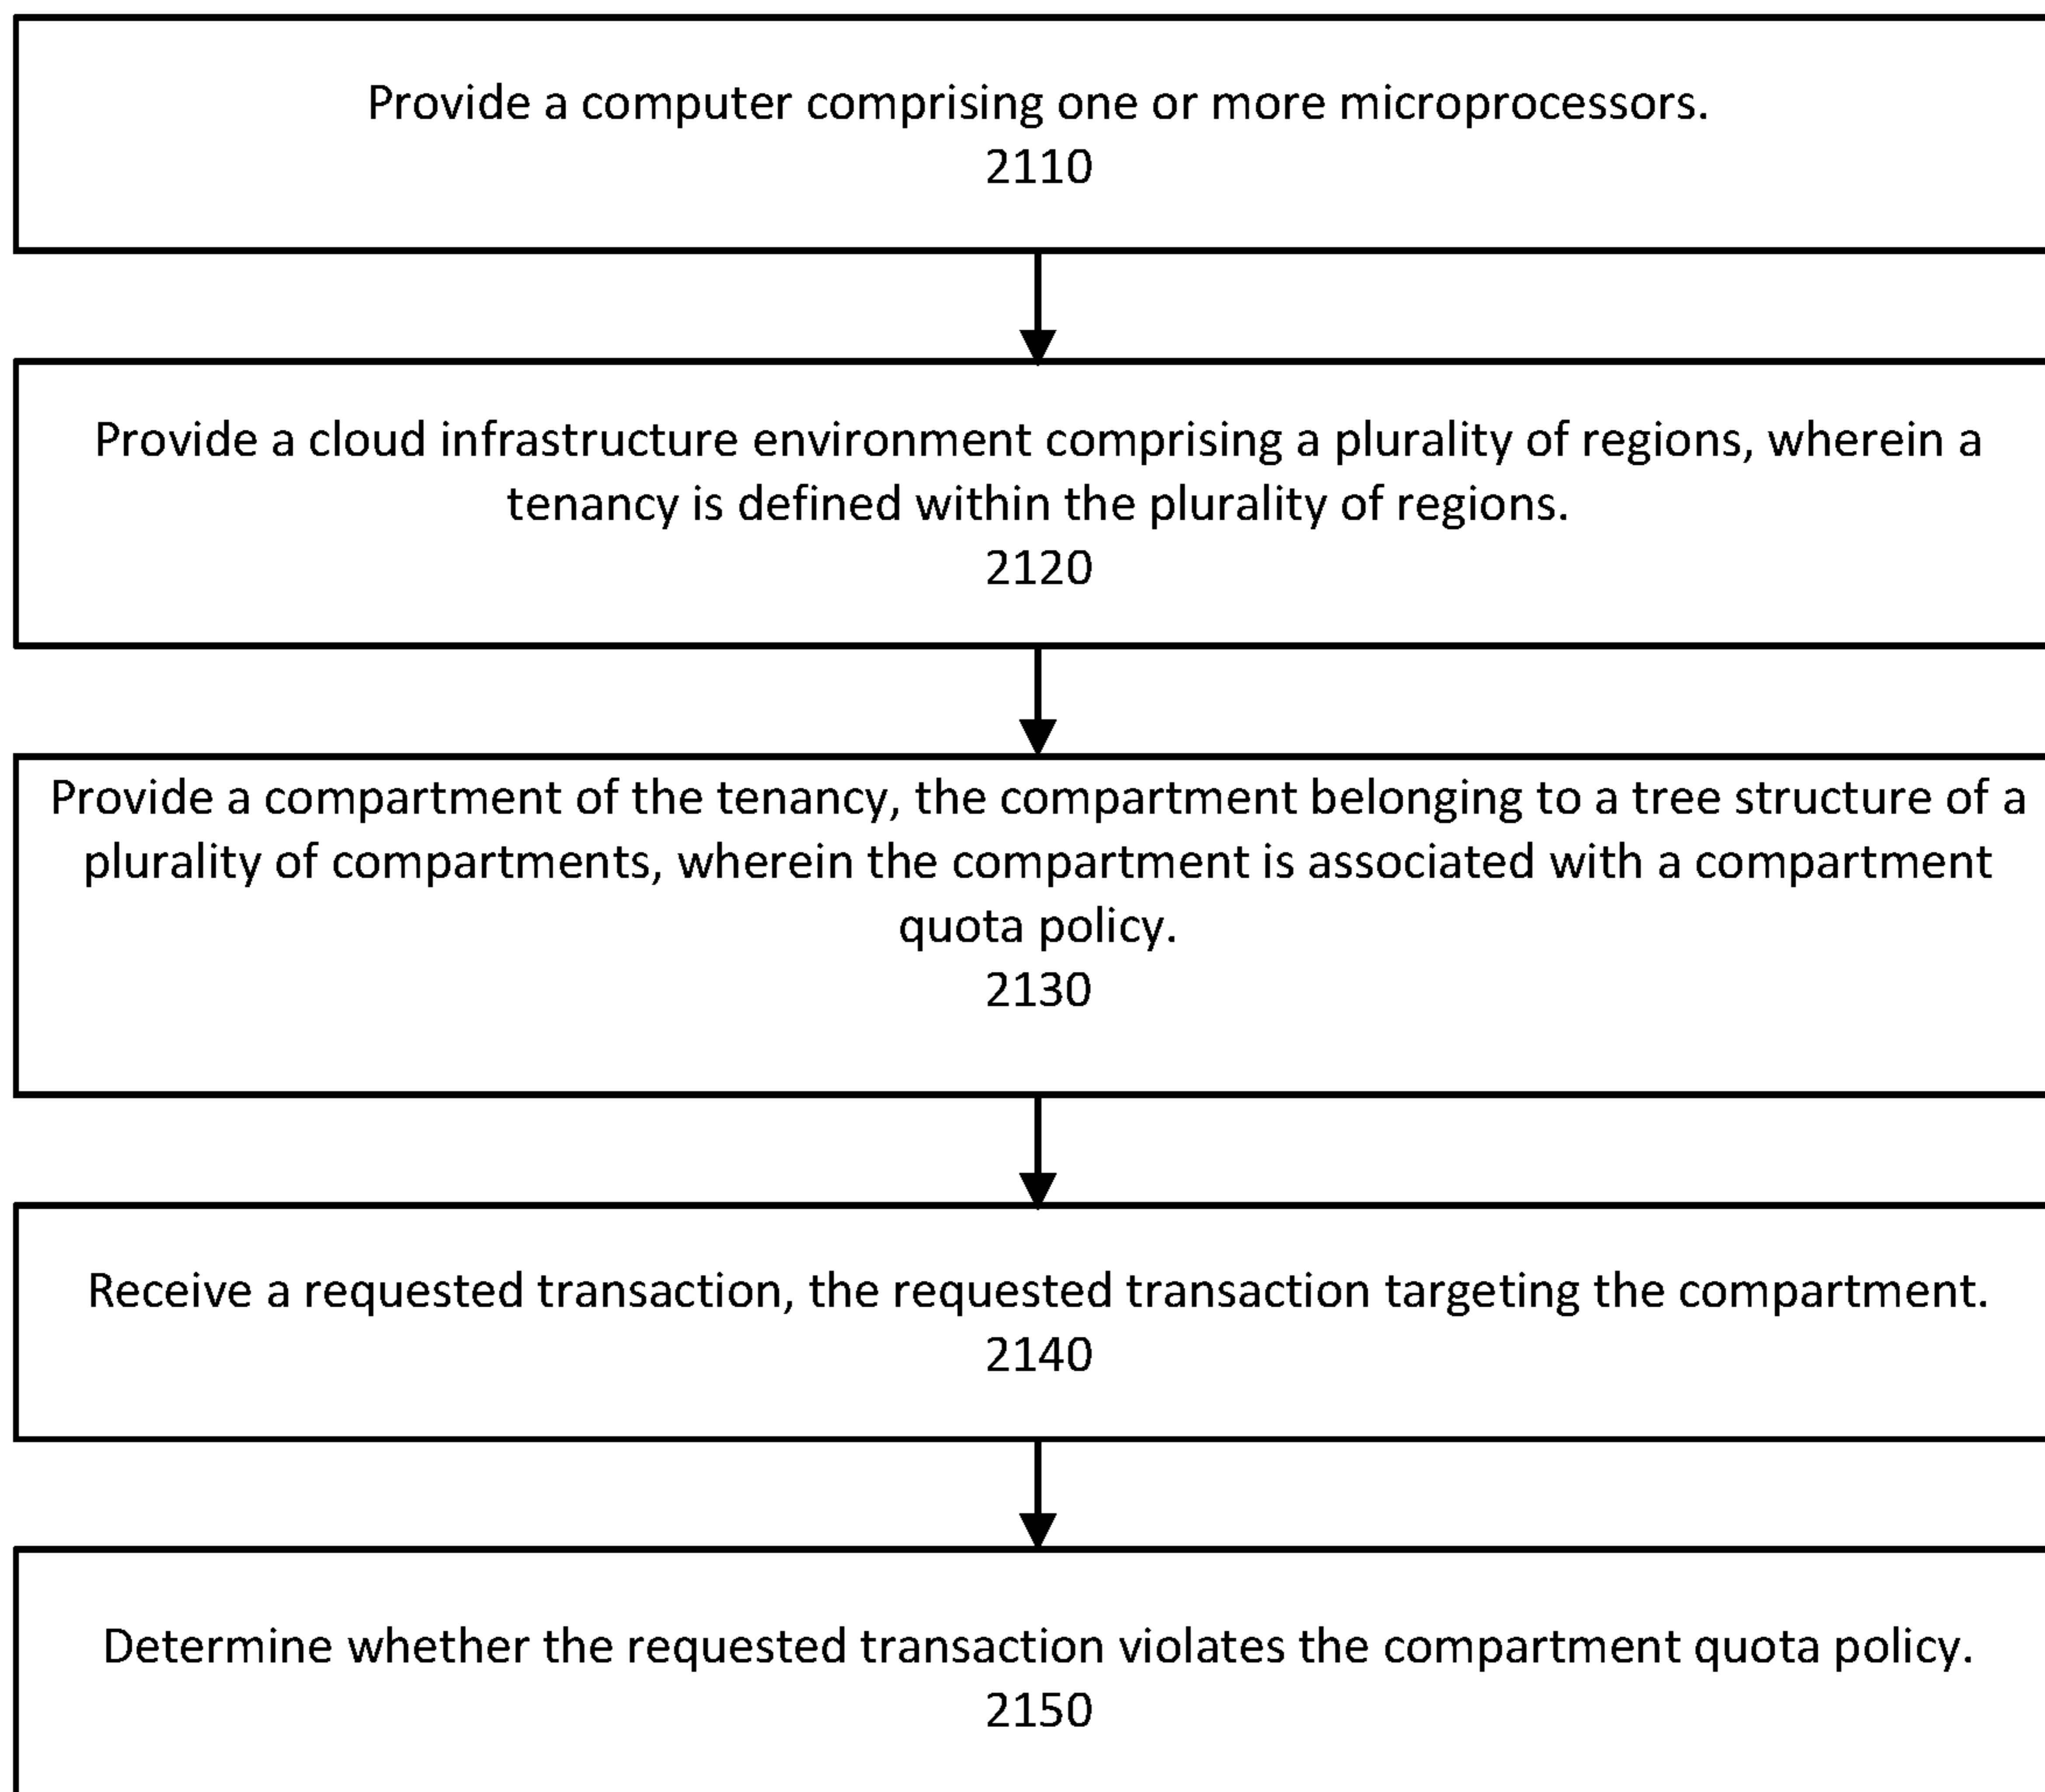 Provide a computer comprising one or more microprocessors.
2110
Provide a cloud infrastructure environment comprising a plurality of regions, wherein a
tenancy is defined within the plurality of regions.
2120
Provide a compartment of the tenancy, the compartment belonging to a tree structure of a
plurality of compartments, wherein the compartment is associated with a compartment
quota policy.
2130
Receive a requested transaction, the requested transaction targeting the compartment.
2140
Determine whether the requested transaction violates the compartment quota policy.
2150